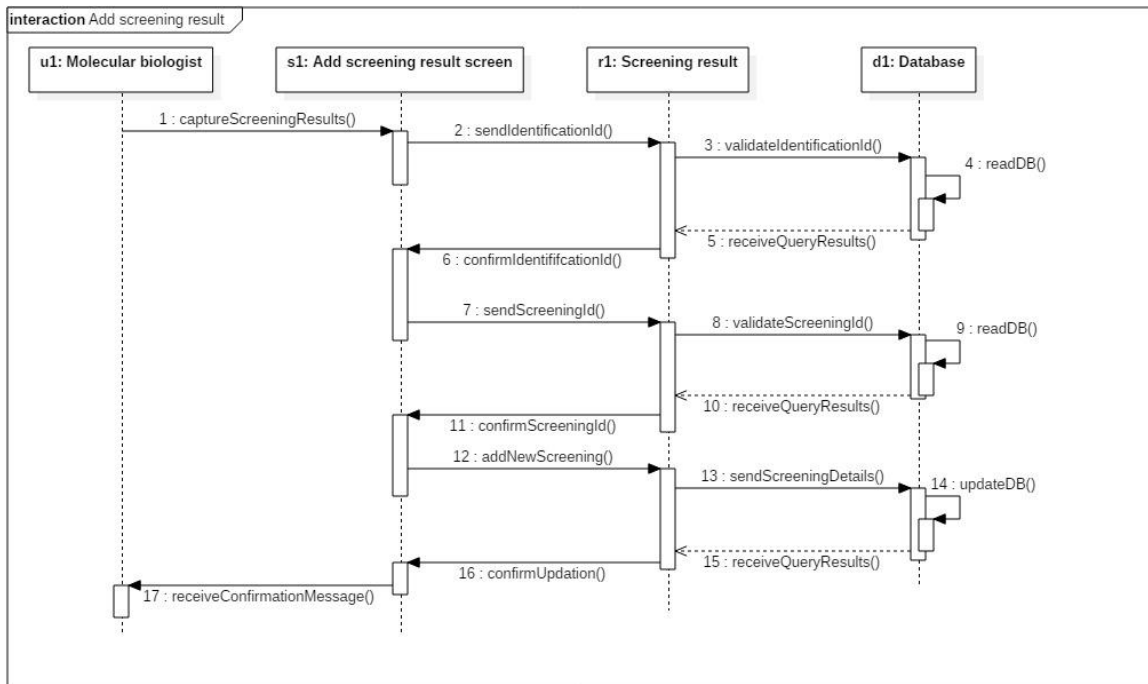 interaction Add screening result
u1: Molecular biologist
s1: Add screening result screen
r1: Screening result
d1: Database
1 : captureScreeningResults()
2 : sendIdentificationId()
3 : validateIdentificationId()
4 : readDB()
5 : receiveQueryResults()
6 : confirmIdentififcationId()
7 : sendScreeningId()
8 : validateScreeningId()
9 : readDB()
10 : receiveQueryResults()
11 : confirmScreeningId()
12 : addNewScreening()
13 : sendScreeningDetails()
14 : updateDB()
15 : receiveQueryResults()
16 : confirmUpdation()
17 : receiveConfirmationMessage()